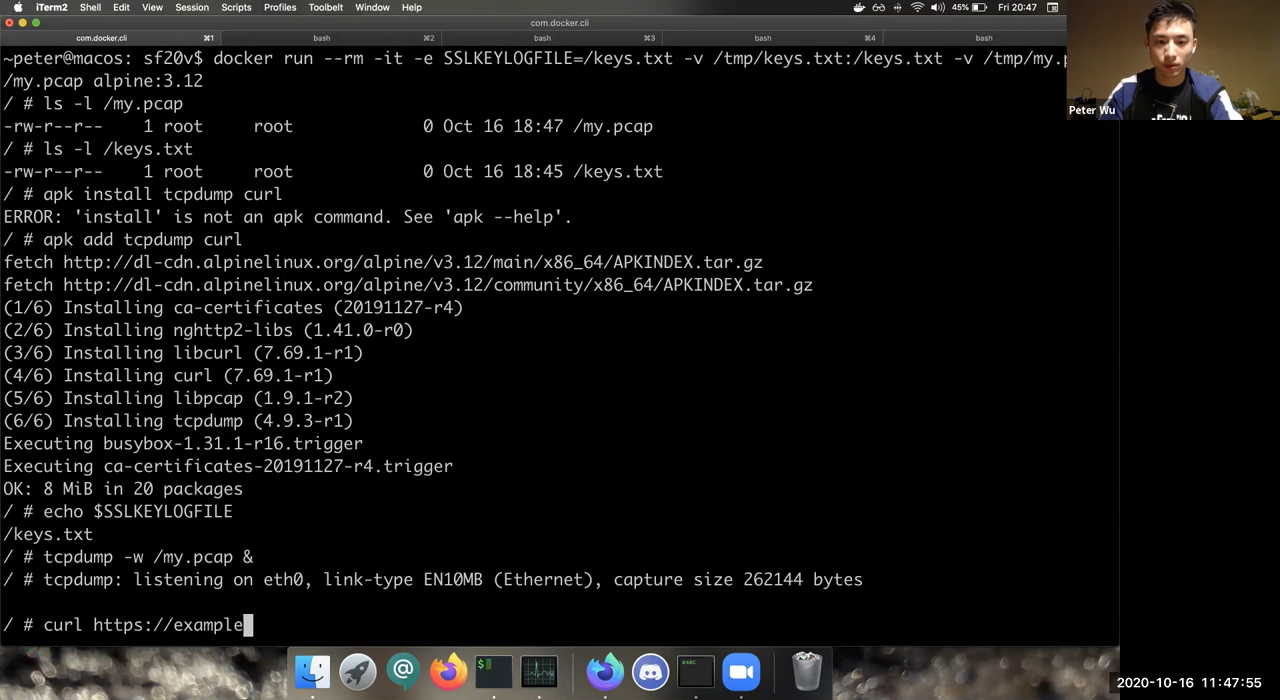 iTerm2 Shell Edit View Session Scripts Profiles Toolbelt Window Help 45% Fri 20:47
com.docker.cli
com.docker.cli ⌘1 bash ⌘2 bash ⌘3 bash ⌘4 bash
~peter@macos: sf20v$ docker run --rm -it -e SSLKEYLOGFILE=/keys.txt -v /tmp/keys.txt:/keys.txt -v /tmp/my.p
/my.pcap alpine:3.12
/ # ls -l /my.pcap
-rw-r--r-- 1 root root 0 Oct 16 18:47 /my.pcap
/ # ls -l /keys.txt
-rw-r--r-- 1 root root 0 Oct 16 18:45 /keys.txt
/ # apk install tcpdump curl
ERROR: 'install' is not an apk command. See 'apk --help'.
/ # apk add tcpdump curl
fetch http://dl-cdn.alpinelinux.org/alpine/v3.12/main/x86_64/APKINDEX.tar.gz
fetch http://dl-cdn.alpinelinux.org/alpine/v3.12/community/x86_64/APKINDEX.tar.gz
(1/6) Installing ca-certificates (20191127-r4)
(2/6) Installing nghttp2-libs (1.41.0-r0)
(3/6) Installing libcurl (7.69.1-r1)
(4/6) Installing curl (7.69.1-r1)
(5/6) Installing libpcap (1.9.1-r2)
(6/6) Installing tcpdump (4.9.3-r1)
Executing busybox-1.31.1-r16.trigger
Executing ca-certificates-20191127-r4.trigger
OK: 8 MiB in 20 packages
/ # echo $SSLKEYLOGFILE
/keys.txt
/ # tcpdump -w /my.pcap &
/ # tcpdump: listening on eth0, link-type EN10MB (Ethernet), capture size 262144 bytes
/ # curl https://example
Peter Wu
exec
2020-10-16 11:47:55